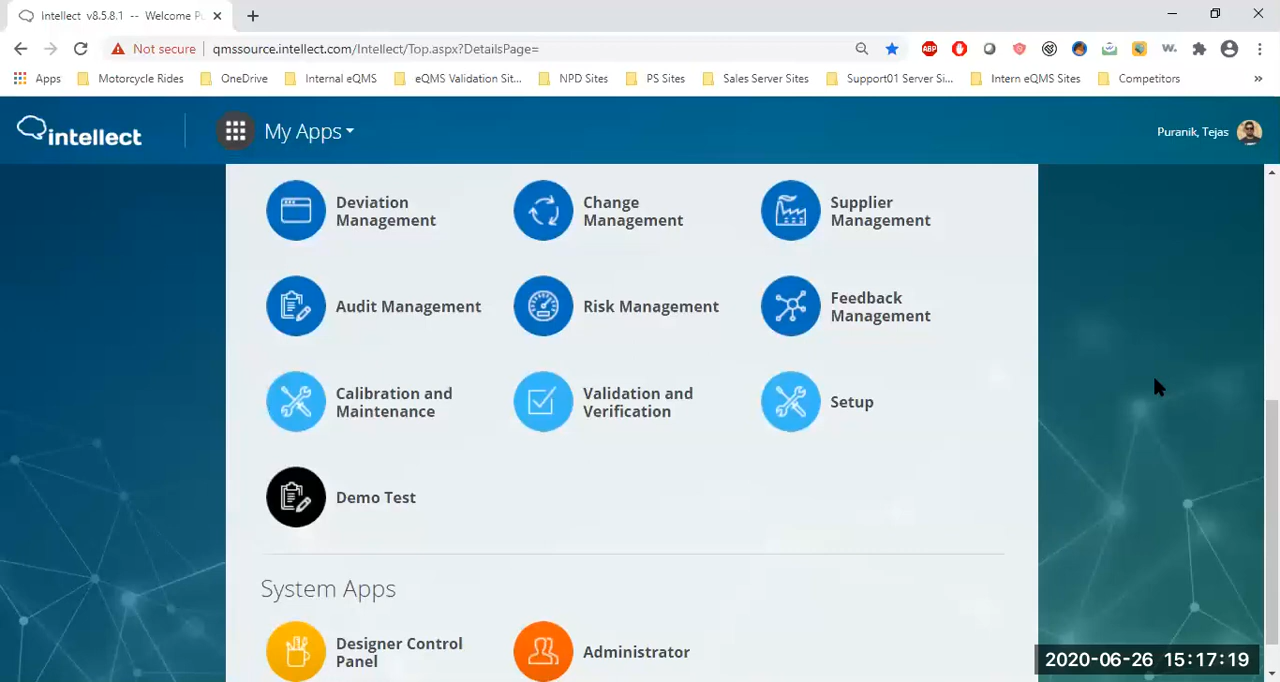 Intellect v8.5.8.1 -- Welcome P
Not secure
qmssource.intellect.com/Intellect/Top.aspx?DetailsPage=
ABP
W.
Apps
Motorcycle Rides
OneDrive
Internal eQMS
eQMS Validation Sit...
NPD Sites
PS Sites
Sales Server Sites
Support01 Server Si...
Intern eQMS Sites
Competitors
»
intellect
My Apps
Puranik, Tejas
Deviation
Management
Change
Management
Supplier
Management
Audit Management
Risk Management
Feedback
Management
Calibration and
Maintenance
Validation and
Verification
Setup
Demo Test
System Apps
Designer Control
Panel
Administrator
2020-06-26 15:17:19